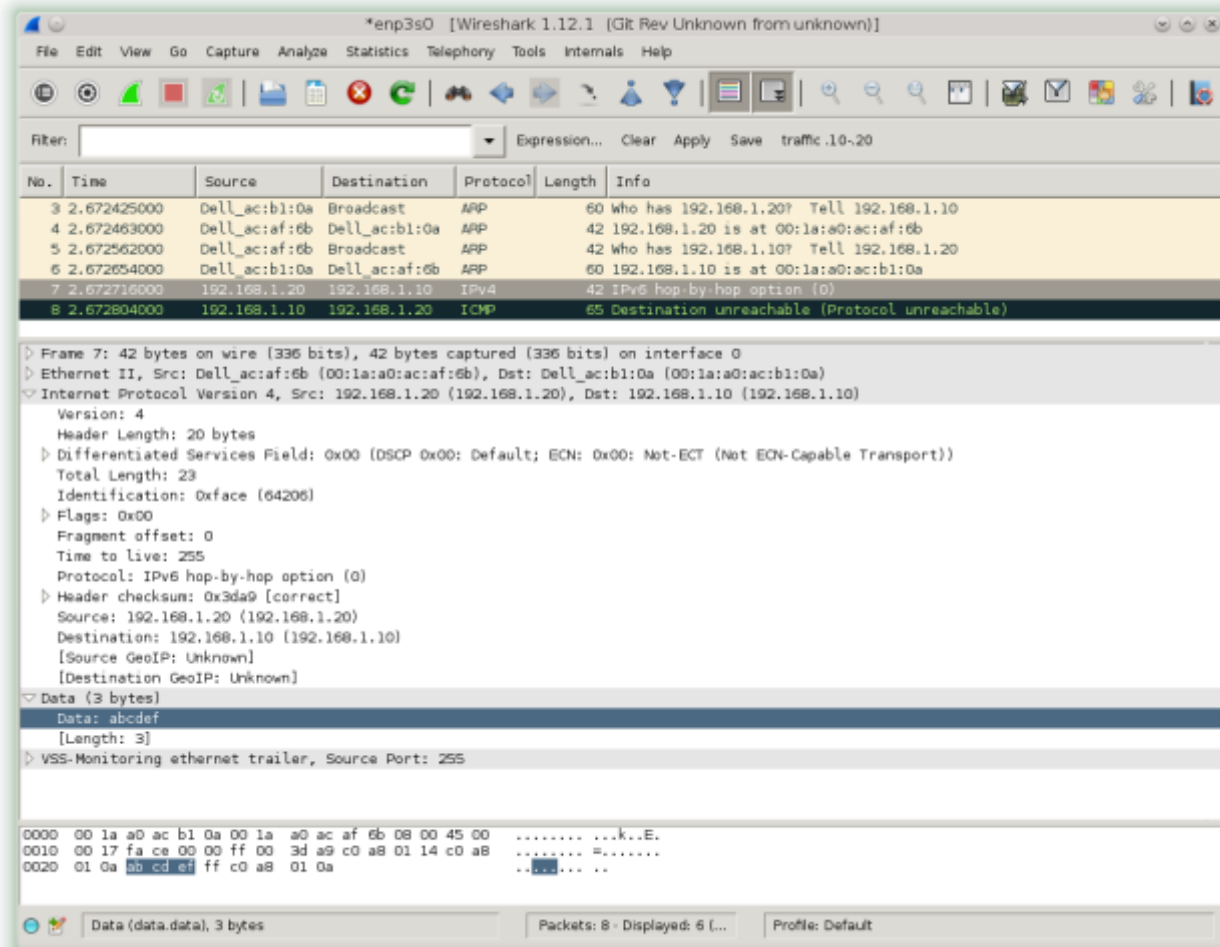 *enp3s0 [Wireshark 1.12.1 (Git Rev Unknown from unknown)]
File Edit View Go Capture Analyze Statistics Telephony Tools Internals Help
Filter: Expression... Clear Apply Save traffic .10-.20
No. Time Source Destination Protocol Length Info
3 2.672425000 Dell_ac:b1:0a Broadcast ARP 60 Who has 192.168.1.20? Tell 192.168.1.10
4 2.672463000 Dell_ac:af:6b Dell_ac:b1:0a ARP 42 192.168.1.20 is at 00:1a:a0:ac:af:6b
5 2.672562000 Dell_ac:af:6b Broadcast ARP 42 Who has 192.168.1.10? Tell 192.168.1.20
6 2.672654000 Dell_ac:b1:0a Dell_ac:af:6b ARP 60 192.168.1.10 is at 00:1a:a0:ac:b1:0a
7 2.672716000 192.168.1.20 192.168.1.10 IPv4 42 IPv6 hop-by-hop option (0)
8 2.672804000 192.168.1.10 192.168.1.20 ICMP 65 Destination unreachable (Protocol unreachable)
Frame 7: 42 bytes on wire (336 bits), 42 bytes captured (336 bits) on interface 0
Ethernet II, Src: Dell_ac:af:6b (00:1a:a0:ac:af:6b), Dst: Dell_ac:b1:0a (00:1a:a0:ac:b1:0a)
Internet Protocol Version 4, Src: 192.168.1.20 (192.168.1.20), Dst: 192.168.1.10 (192.168.1.10)
Version: 4
Header Length: 20 bytes
Differentiated Services Field: 0x00 (DSCP 0x00: Default; ECN: 0x00: Not-ECT (Not ECN-Capable Transport))
Total Length: 23
Identification: 0xface (64206)
Flags: 0x00
Fragment offset: 0
Time to live: 255
Protocol: IPv6 hop-by-hop option (0)
Header checksum: 0x3da9 [correct]
Source: 192.168.1.20 (192.168.1.20)
Destination: 192.168.1.10 (192.168.1.10)
[Source GeoIP: Unknown]
[Destination GeoIP: Unknown]
Data (3 bytes)
Data: abcdef
[Length: 3]
VSS-Monitoring ethernet trailer, Source Port: 255
0000 00 1a a0 ac b1 0a 00 1a a0 ac af 6b 08 00 45 00 ........ ...k..E.
0010 00 17 fa ce 00 00 ff 00 3d a9 c0 a8 01 14 c0 a8 ........ =.......
0020 01 0a ab cd ef ff c0 a8 01 0a ........ ..
Data (data.data), 3 bytes Packets: 8 · Displayed: 6 (... Profile: Default